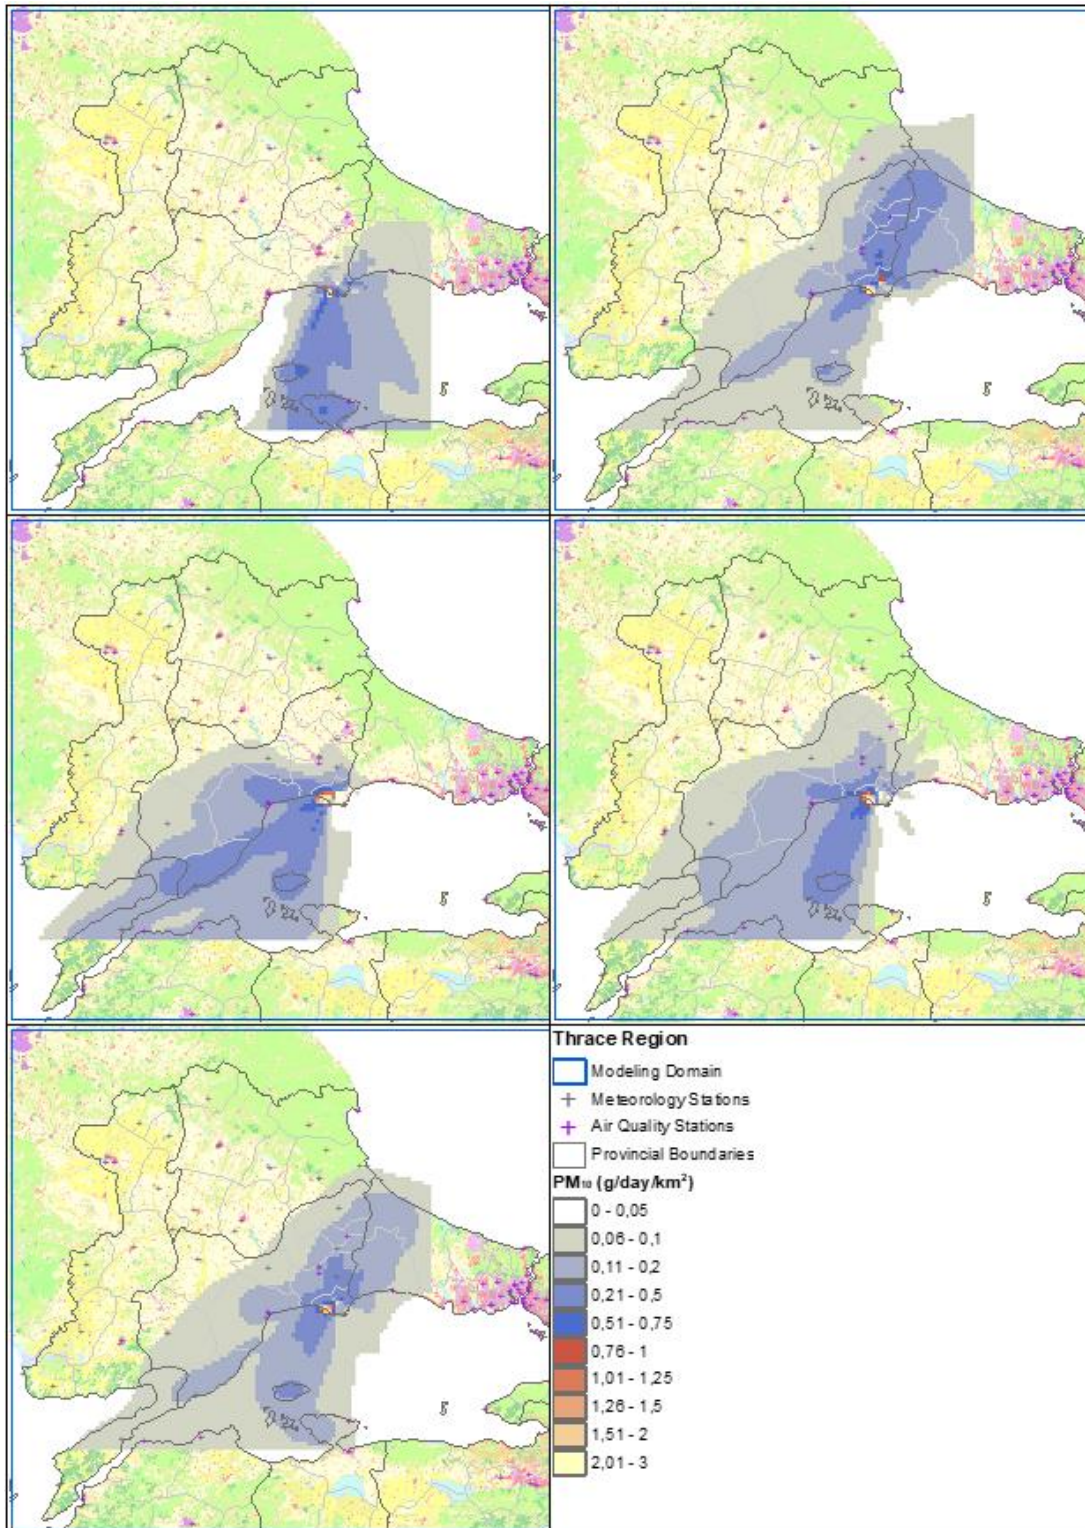 Thrace Region
Modeling Domain
Meteorology Stations
Air Quality Stations
Provincial Boundaries
PM₁₀ (g/day/km²)
0 - 0,05
0,06 - 0,1
0,11 - 0,2
0,21 - 0,5
0,51 - 0,75
0,76 - 1
1,01 - 1,25
1,26 - 1,5
1,51 - 2
2,01 - 3